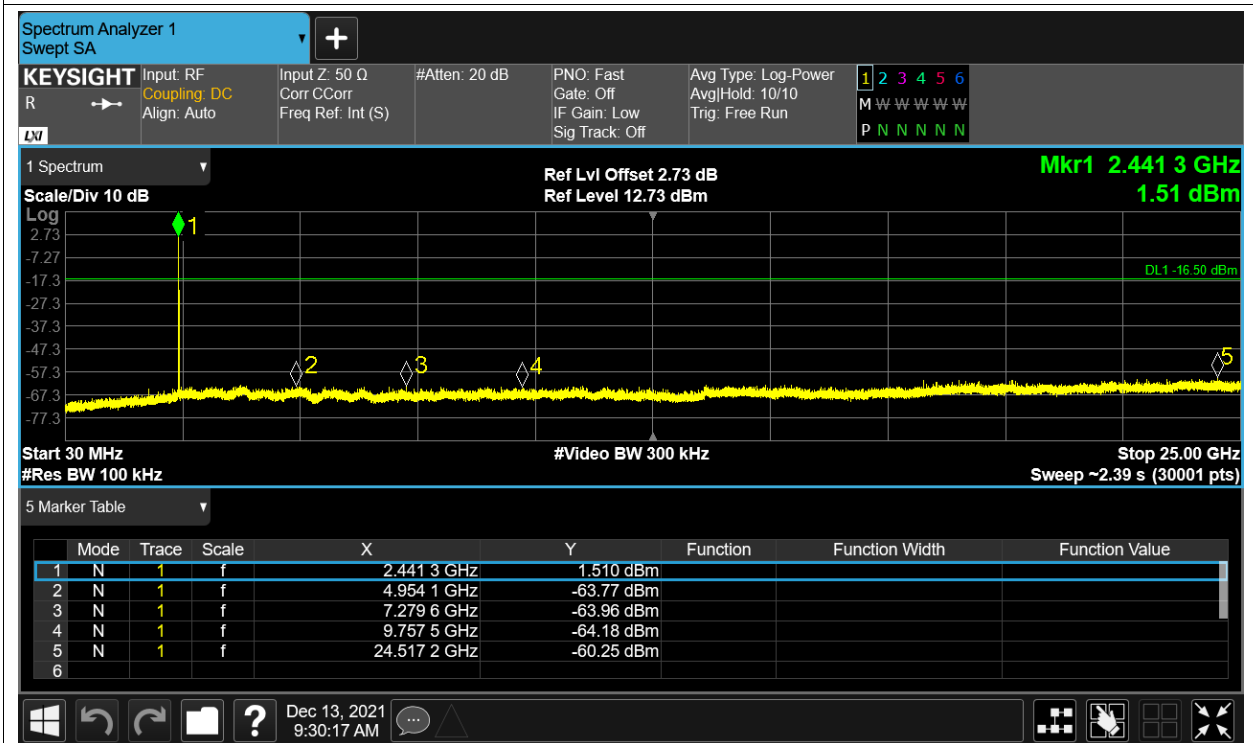 Spectrum Analyzer 1
Swept SA
KEYSIGHT
R
LXI
Input: RF
Coupling: DC
Align: Auto
Input Z: 50 Ω
Corr CCorr
Freq Ref: Int (S)
#Atten: 20 dB
PNO: Fast
Gate: Off
IF Gain: Low
Sig Track: Off
Avg Type: Log-Power
Avg|Hold: 10/10
Trig: Free Run
1 2 3 4 5 6
M W W W W W
P N N N N N
1 Spectrum
Scale/Div 10 dB
Ref Lvl Offset 2.73 dB
Ref Level 12.73 dBm
Mkr1 2.441 3 GHz
1.51 dBm
Log
2.73
-7.27
-17.3
-27.3
-37.3
-47.3
-57.3
-67.3
-77.3
1
DL1 -16.50 dBm
2
3
4
5
Start 30 MHz
#Res BW 100 kHz
#Video BW 300 kHz
Stop 25.00 GHz
Sweep ~2.39 s (30001 pts)
5 Marker Table
Mode Trace Scale X Y Function Function Width Function Value
1 N 1 f 2.441 3 GHz 1.510 dBm
2 N 1 f 4.954 1 GHz -63.77 dBm
3 N 1 f 7.279 6 GHz -63.96 dBm
4 N 1 f 9.757 5 GHz -64.18 dBm
5 N 1 f 24.517 2 GHz -60.25 dBm
6
?
Dec 13, 2021
9:30:17 AM